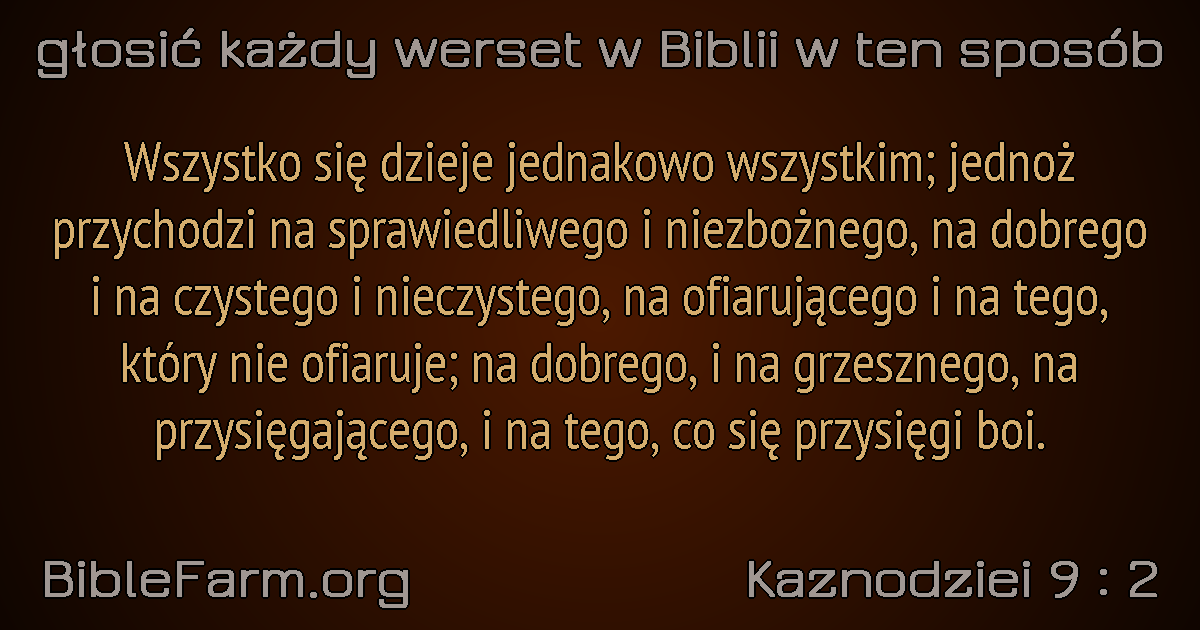 głosić każdy werset w Biblii w ten sposób
Wszystko się dzieje jednakowo wszystkim; jednoż
przychodzi na sprawiedliwego i niezbożnego, na dobrego
i na czystego i nieczystego, na ofiarującego i na tego,
który nie ofiaruje; na dobrego, i na grzesznego, na
przysięgającego, i na tego, co się przysięgi boi.
BibleFarm.org
Kaznodziei 9 : 2